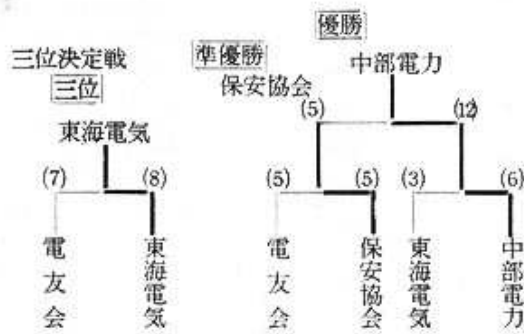 三位決定戦
三位
東海電気
(7)
(8)
電友会
東海電気
優勝
中部電力
準優勝
保安協会
(5)
(12)
(5)
(5)
(3)
(6)
電友会
保安協会
東海電気
中部電力